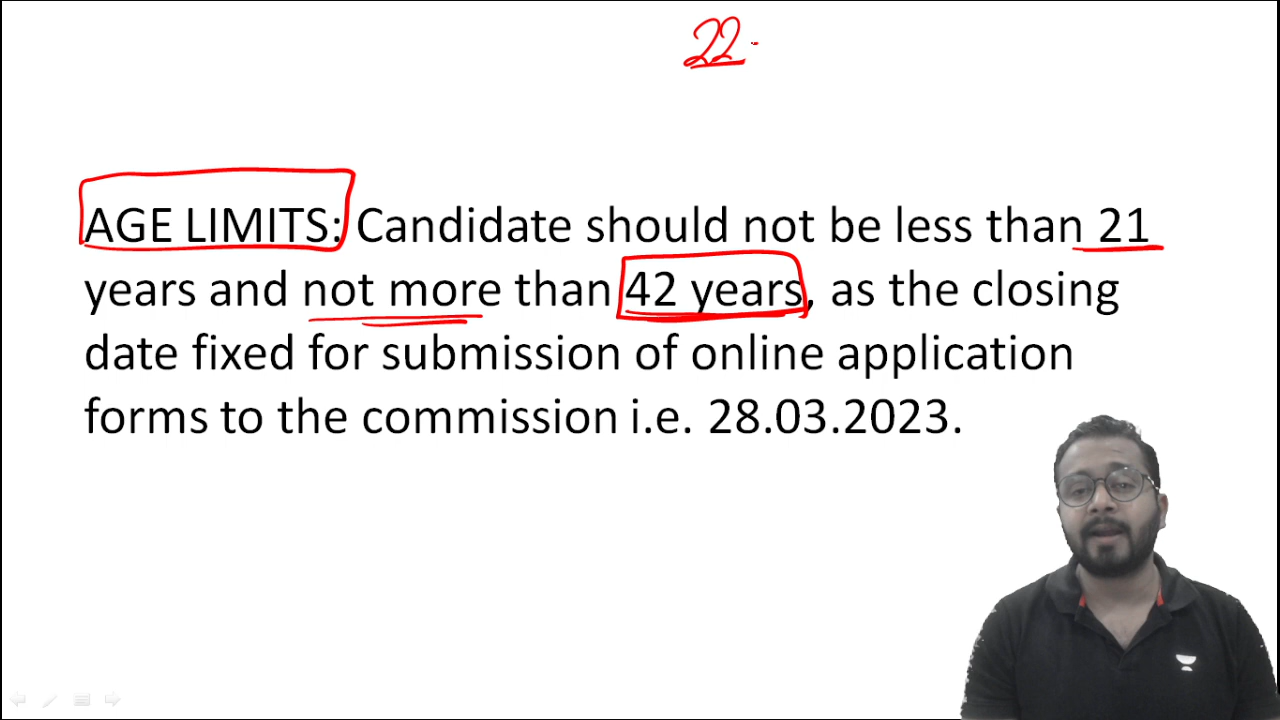 22
AGE LIMITS: Candidate should not be less than 21
years and not more than 42 years, as the closing
date fixed for submission of online application
forms to the commission i.e. 28.03.2023.